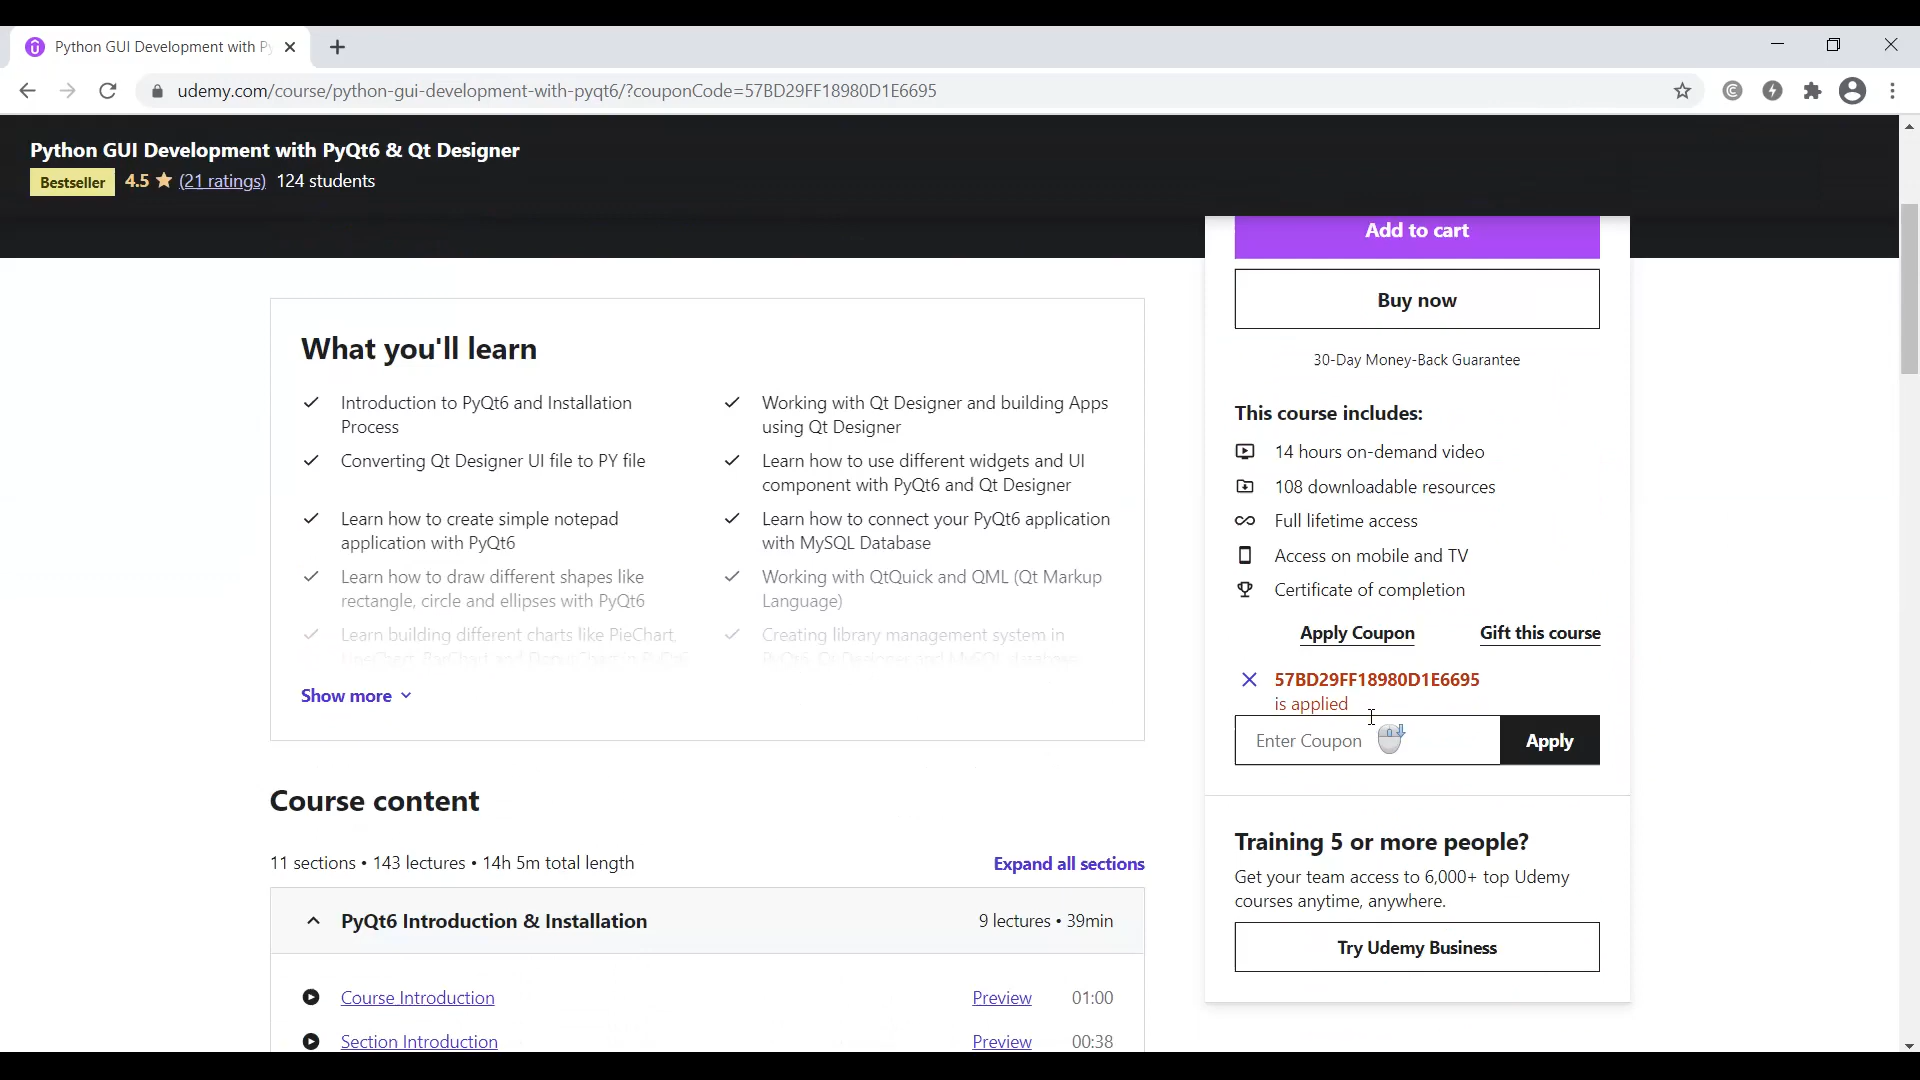 Python GUI Development with Py
udemy.com/course/python-gui-development-with-pyqt6/?couponCode=57BD29FF18980D1E6695
Python GUI Development with PyQt6 & Qt Designer
Bestseller 4.5 (21 ratings) 124 students
Add to cart
Buy now
30-Day Money-Back Guarantee
This course includes:
14 hours on-demand video
108 downloadable resources
Full lifetime access
Access on mobile and TV
Certificate of completion
Apply Coupon Gift this course
57BD29FF18980D1E6695
is applied
Enter Coupon Apply
Training 5 or more people?
Get your team access to 6,000+ top Udemy
courses anytime, anywhere.
Try Udemy Business
What you'll learn
Introduction to PyQt6 and Installation
Process
Working with Qt Designer and building Apps
using Qt Designer
Converting Qt Designer UI file to PY file
Learn how to use different widgets and UI
component with PyQt6 and Qt Designer
Learn how to create simple notepad
application with PyQt6
Learn how to connect your PyQt6 application
with MySQL Database
Learn how to draw different shapes like
rectangle, circle and ellipses with PyQt6
Working with QtQuick and QML (Qt Markup
Language)
Learn building different charts like PieChart,
Creating library management system in
PyQt6, Qt Designer and MySQL database
Show more
Course content
11 sections • 143 lectures • 14h 5m total length
Expand all sections
PyQt6 Introduction & Installation 9 lectures • 39min
Course Introduction Preview 01:00
Section Introduction Preview 00:38